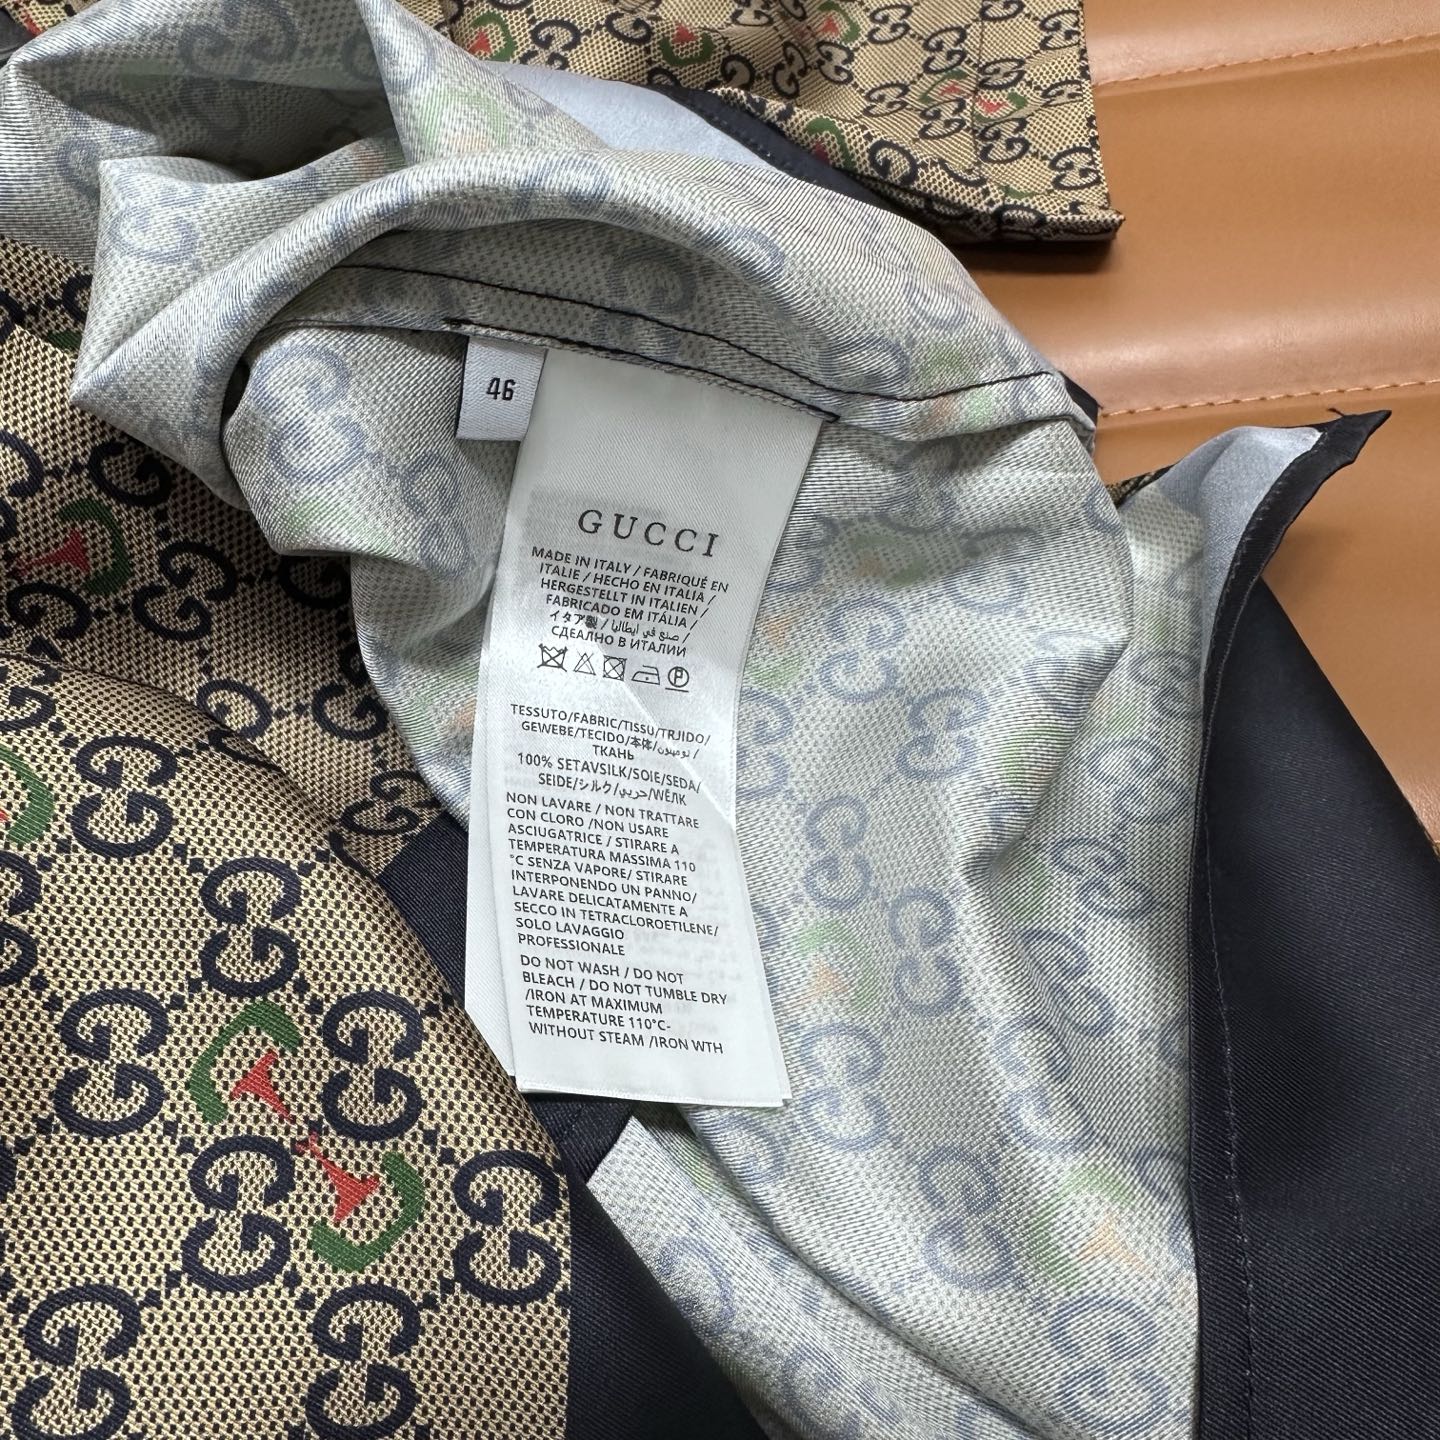 46
GUCCI
MADE IN ITALY / FABRIQUÉ EN
ITALIE / HECHO EN ITALIA /
HERGESTELLT IN ITALIEN /
FABRICADO EM ITÁLIA /
イタア製 / صنع في ايطاليا /
СДЕЛАНО В ИТАЛИИ
P
TESSUTO/FABRIC/TISSU/TRJIDO/
GEWEBE/TECIDO/本体/
ТКАНЬ
100% SETAVSILK/SOIE/SEDA/
SEIDE/シルク/حريي/WËЛK
NON LAVARE / NON TRATTARE
CON CLORO /NON USARE
ASCIUGATRICE / STIRARE A
TEMPERATURA MASSIMA 110
°C SENZA VAPORE/ STIRARE
INTERPONENDO UN PANNO/
LAVARE DELICATAMENTE A
SECCO IN TETRACLOROETILENE/
SOLO LAVAGGIO
PROFESSIONALE
DO NOT WASH / DO NOT
BLEACH / DO NOT TUMBLE DRY
/IRON AT MAXIMUM
TEMPERATURE 110°C-
WITHOUT STEAM /IRON WTH